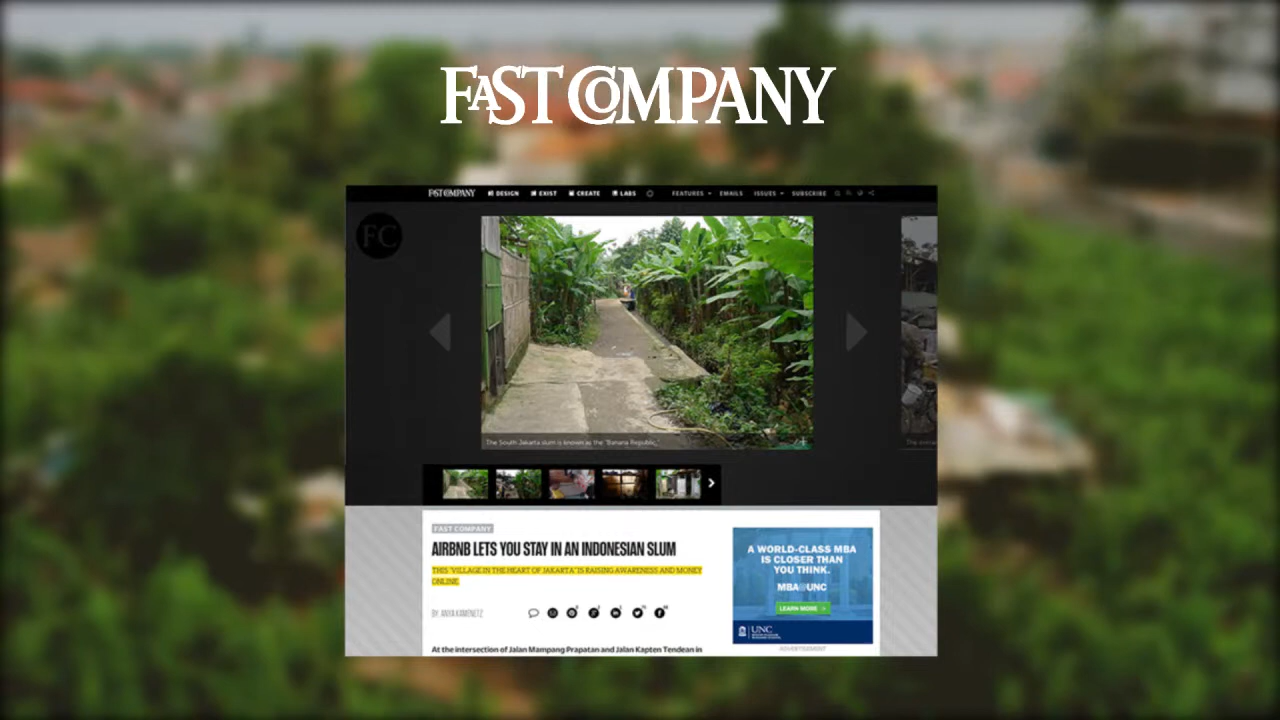 FAST COMPANY
FAST COMPANY DESIGN EXIST CREATE LABS FEATURES EMAILS ISSUES SUBSCRIBE
FC
The South Jakarta slum is known as the "Banana Republic,"
FAST COMPANY
AIRBNB LETS YOU STAY IN AN INDONESIAN SLUM
THIS "VILLAGE IN THE HEART OF JAKARTA" IS RAISING AWARENESS AND MONEY
ONLINE.
BY: ANYA KAMENETZ
At the intersection of Jalan Mampang Prapatan and Jalan Kapten Tendean in
A WORLD-CLASS MBA
IS CLOSER THAN
YOU THINK.
MBA@UNC
LEARN MORE
UNC
ADVERTISEMENT